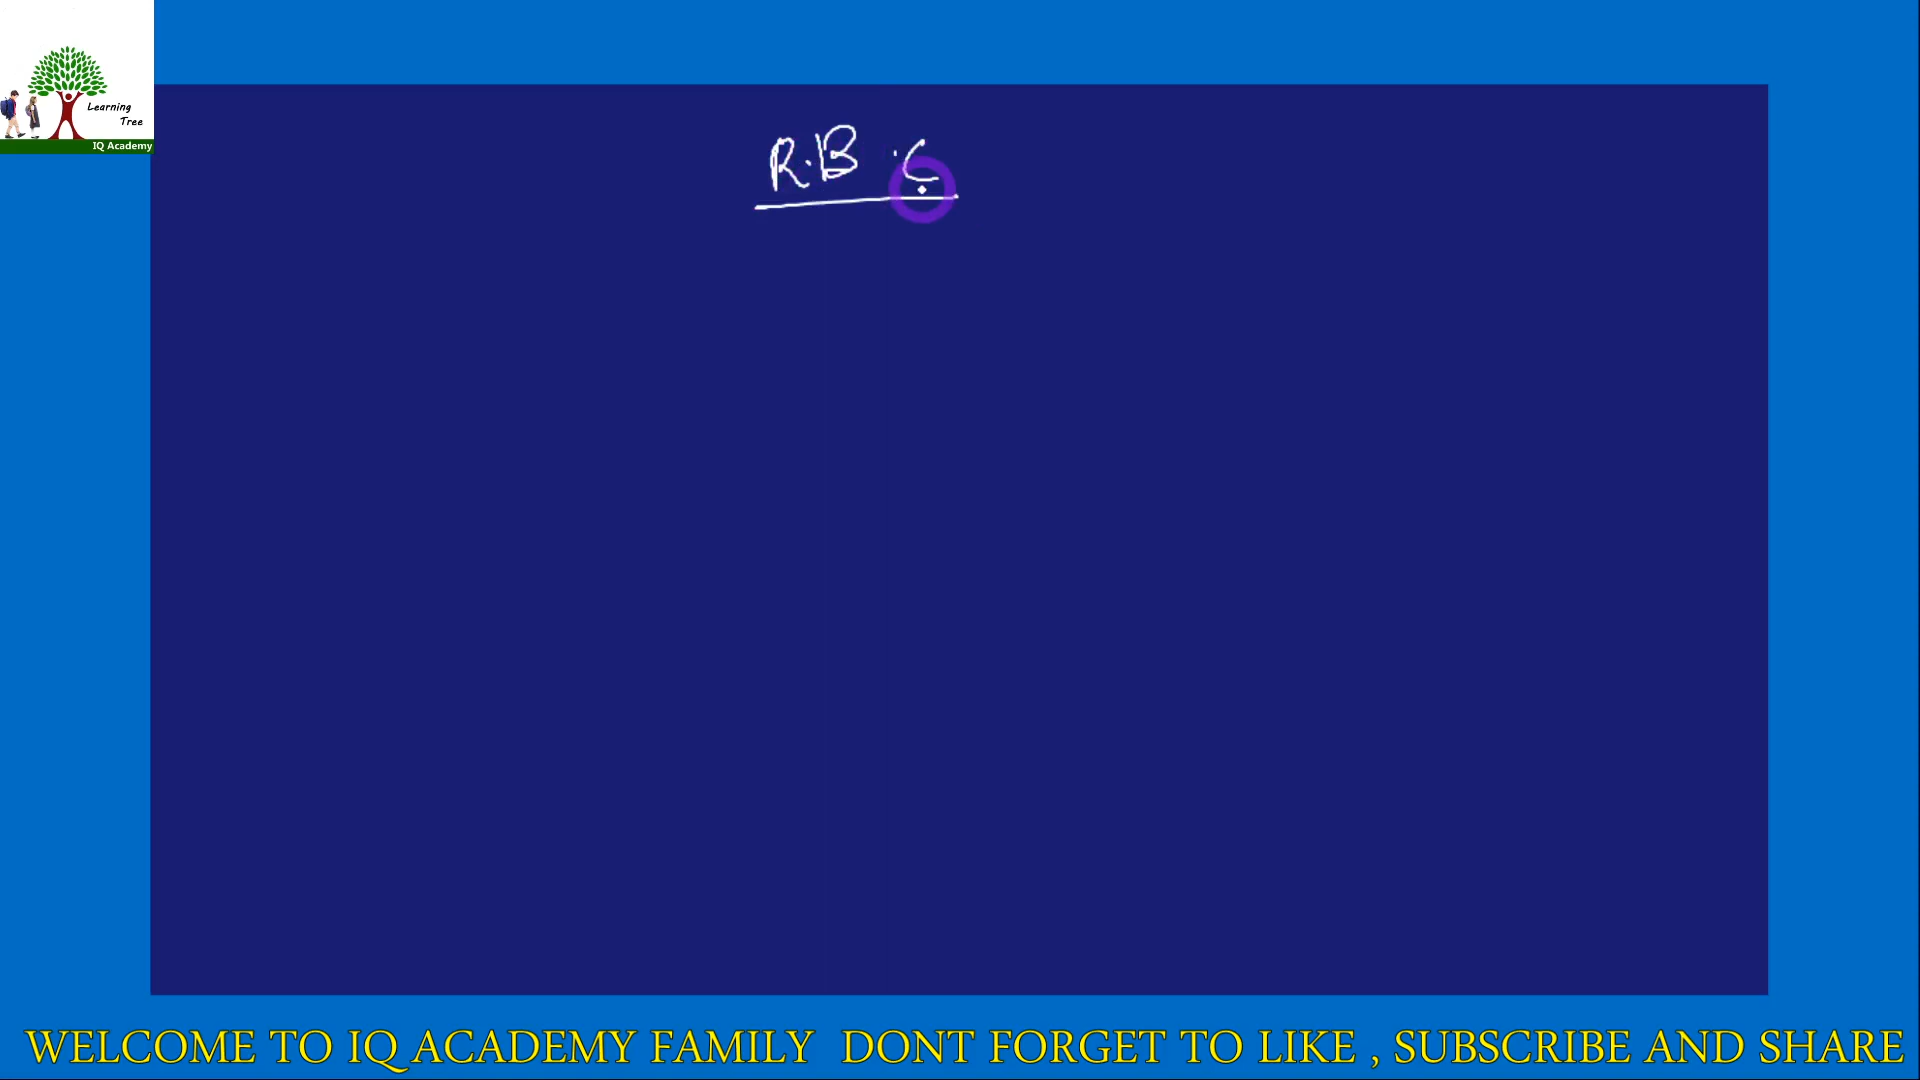 Learning
Tree
IQ Academy
R.B.C
WELCOME TO IQ ACADEMY FAMILY DONT FORGET TO LIKE , SUBSCRIBE AND SHARE